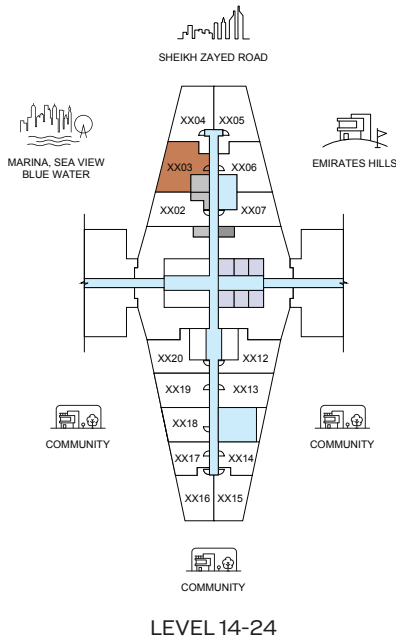 SHEIKH ZAYED ROAD
MARINA, SEA VIEW
BLUE WATER
EMIRATES HILLS
XX04
XX05
XX03
XX06
XX02
XX07
XX20
XX12
XX19
XX13
XX18
XX17
XX14
XX16
XX15
COMMUNITY
COMMUNITY
COMMUNITY
LEVEL 14-24